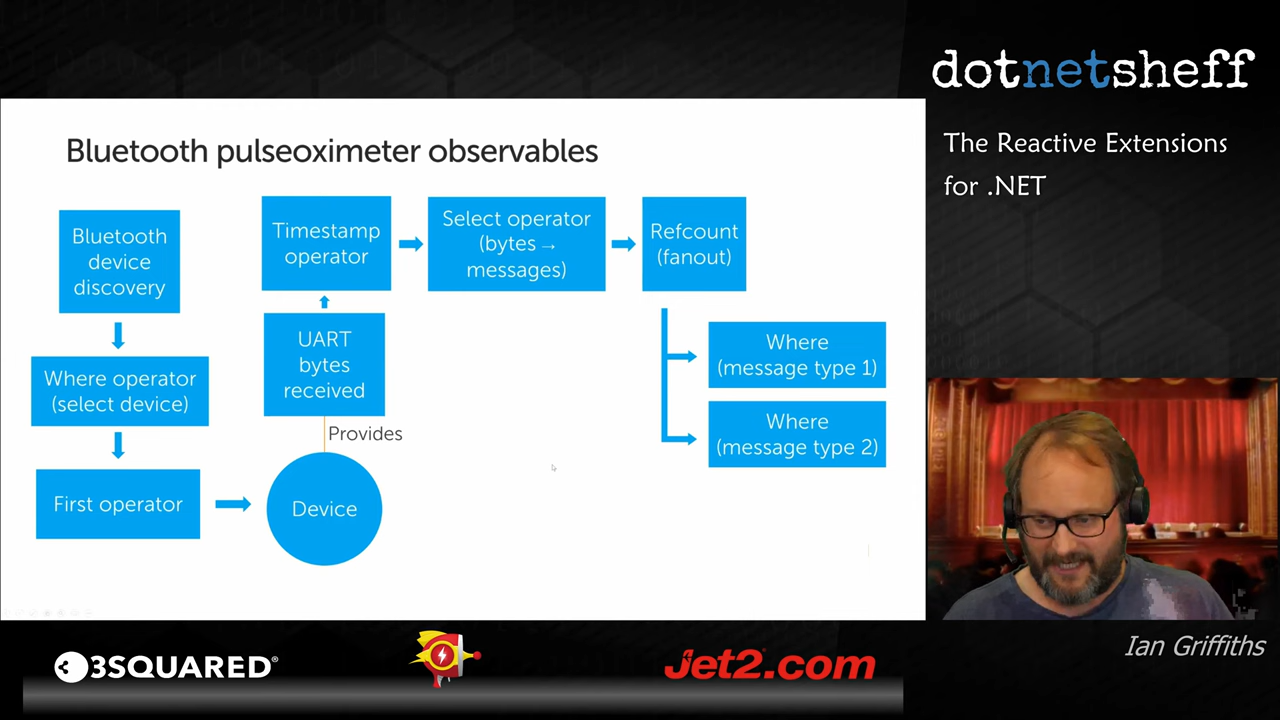 dotnetsheff
The Reactive Extensions
for .NET
Bluetooth pulseoximeter observables
Bluetooth
device
discovery
Where operator
(select device)
First operator
Device
Provides
UART
bytes
received
Timestamp
operator
Select operator
(bytes →
messages)
Refcount
(fanout)
Where
(message type 1)
Where
(message type 2)
Ian Griffiths
3SQUARED®
Jet2.com